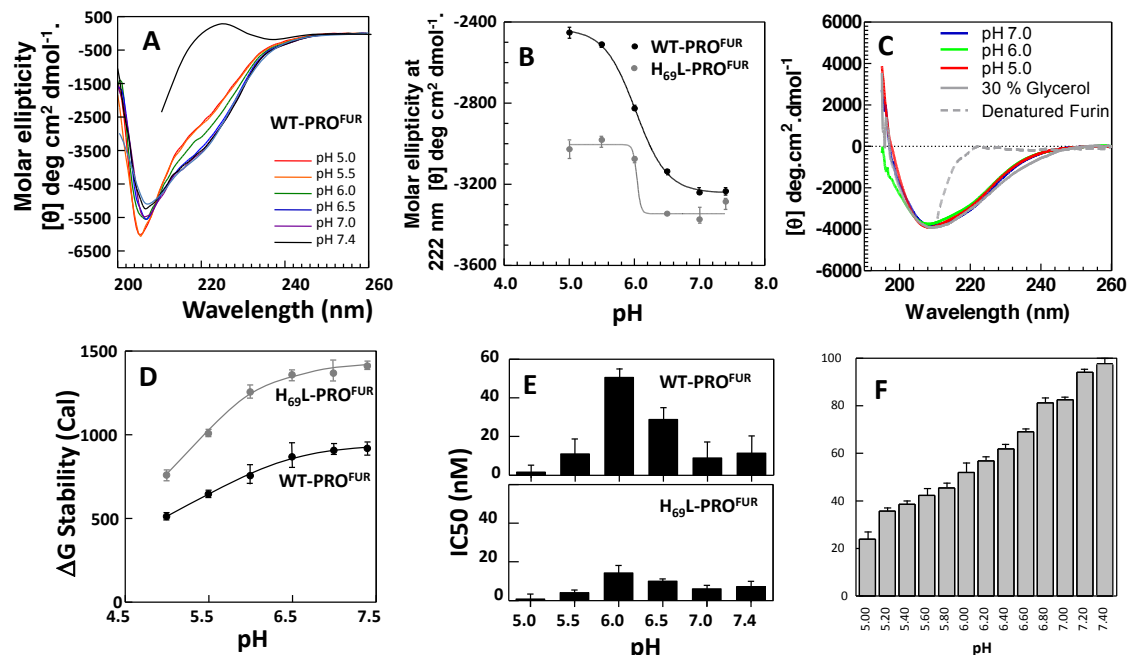 A
500
-500
-1500
-2500
-3500
-4500
-5500
-6500
200
220
240
260
Molar ellipticity
[θ] deg cm² dmol⁻¹.
Wavelength (nm)
WT-PROᶠᵁᴿ
pH 5.0
pH 5.5
pH 6.0
pH 6.5
pH 7.0
pH 7.4
B
-2400
-2800
-3200
-3600
4.0
5.0
6.0
7.0
8.0
Molar ellipticity at
222 nm [θ] deg cm² dmol⁻¹.
pH
WT-PROᶠᵁᴿ
H₆₉L-PROᶠᵁᴿ
C
6000
4000
2000
0
-2000
-4000
-6000
200
220
240
260
[θ] deg.cm².dmol⁻¹
Wavelength (nm)
pH 7.0
pH 6.0
pH 5.0
30 % Glycerol
Denatured Furin
D
1500
1000
500
0
4.5
5.5
6.5
7.5
ΔG Stability (Cal)
pH
H₆₉L-PROᶠᵁᴿ
WT-PROᶠᵁᴿ
E
60
40
20
0
WT-PROᶠᵁᴿ
40
20
0
H₆₉L-PROᶠᵁᴿ
IC50 (nM)
5.0
5.5
6.0
6.5
7.0
7.4
pH
F
100
80
60
40
20
0
5.00
5.20
5.40
5.60
5.80
6.00
6.20
6.40
6.60
6.80
7.00
7.20
7.40
pH